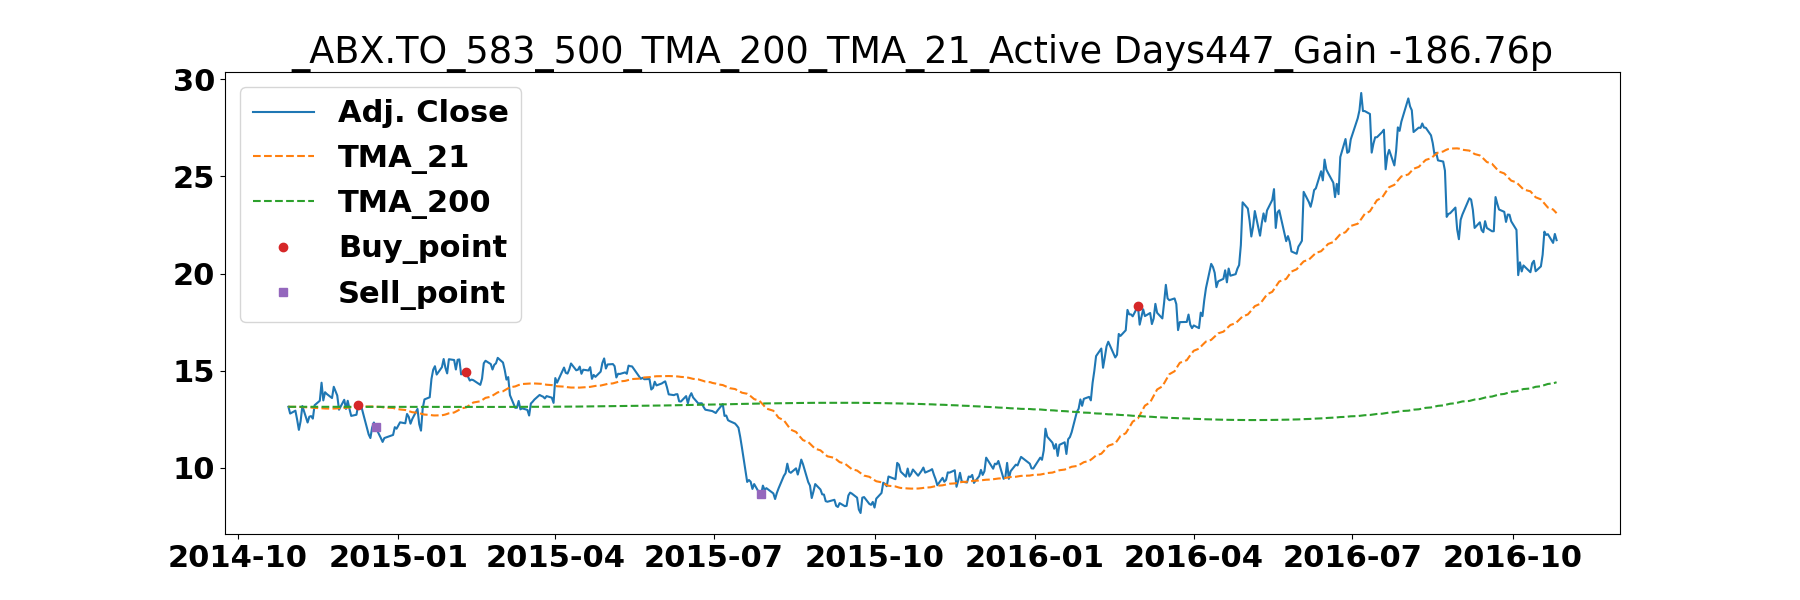 _ABX.TO_583_500_TMA_200_TMA_21_Active Days447_Gain -186.76p
30
25
20
15
10
Adj. Close
TMA_21
TMA_200
Buy_point
Sell_point
2014-10 2015-01 2015-04 2015-07 2015-10 2016-01 2016-04 2016-07 2016-10